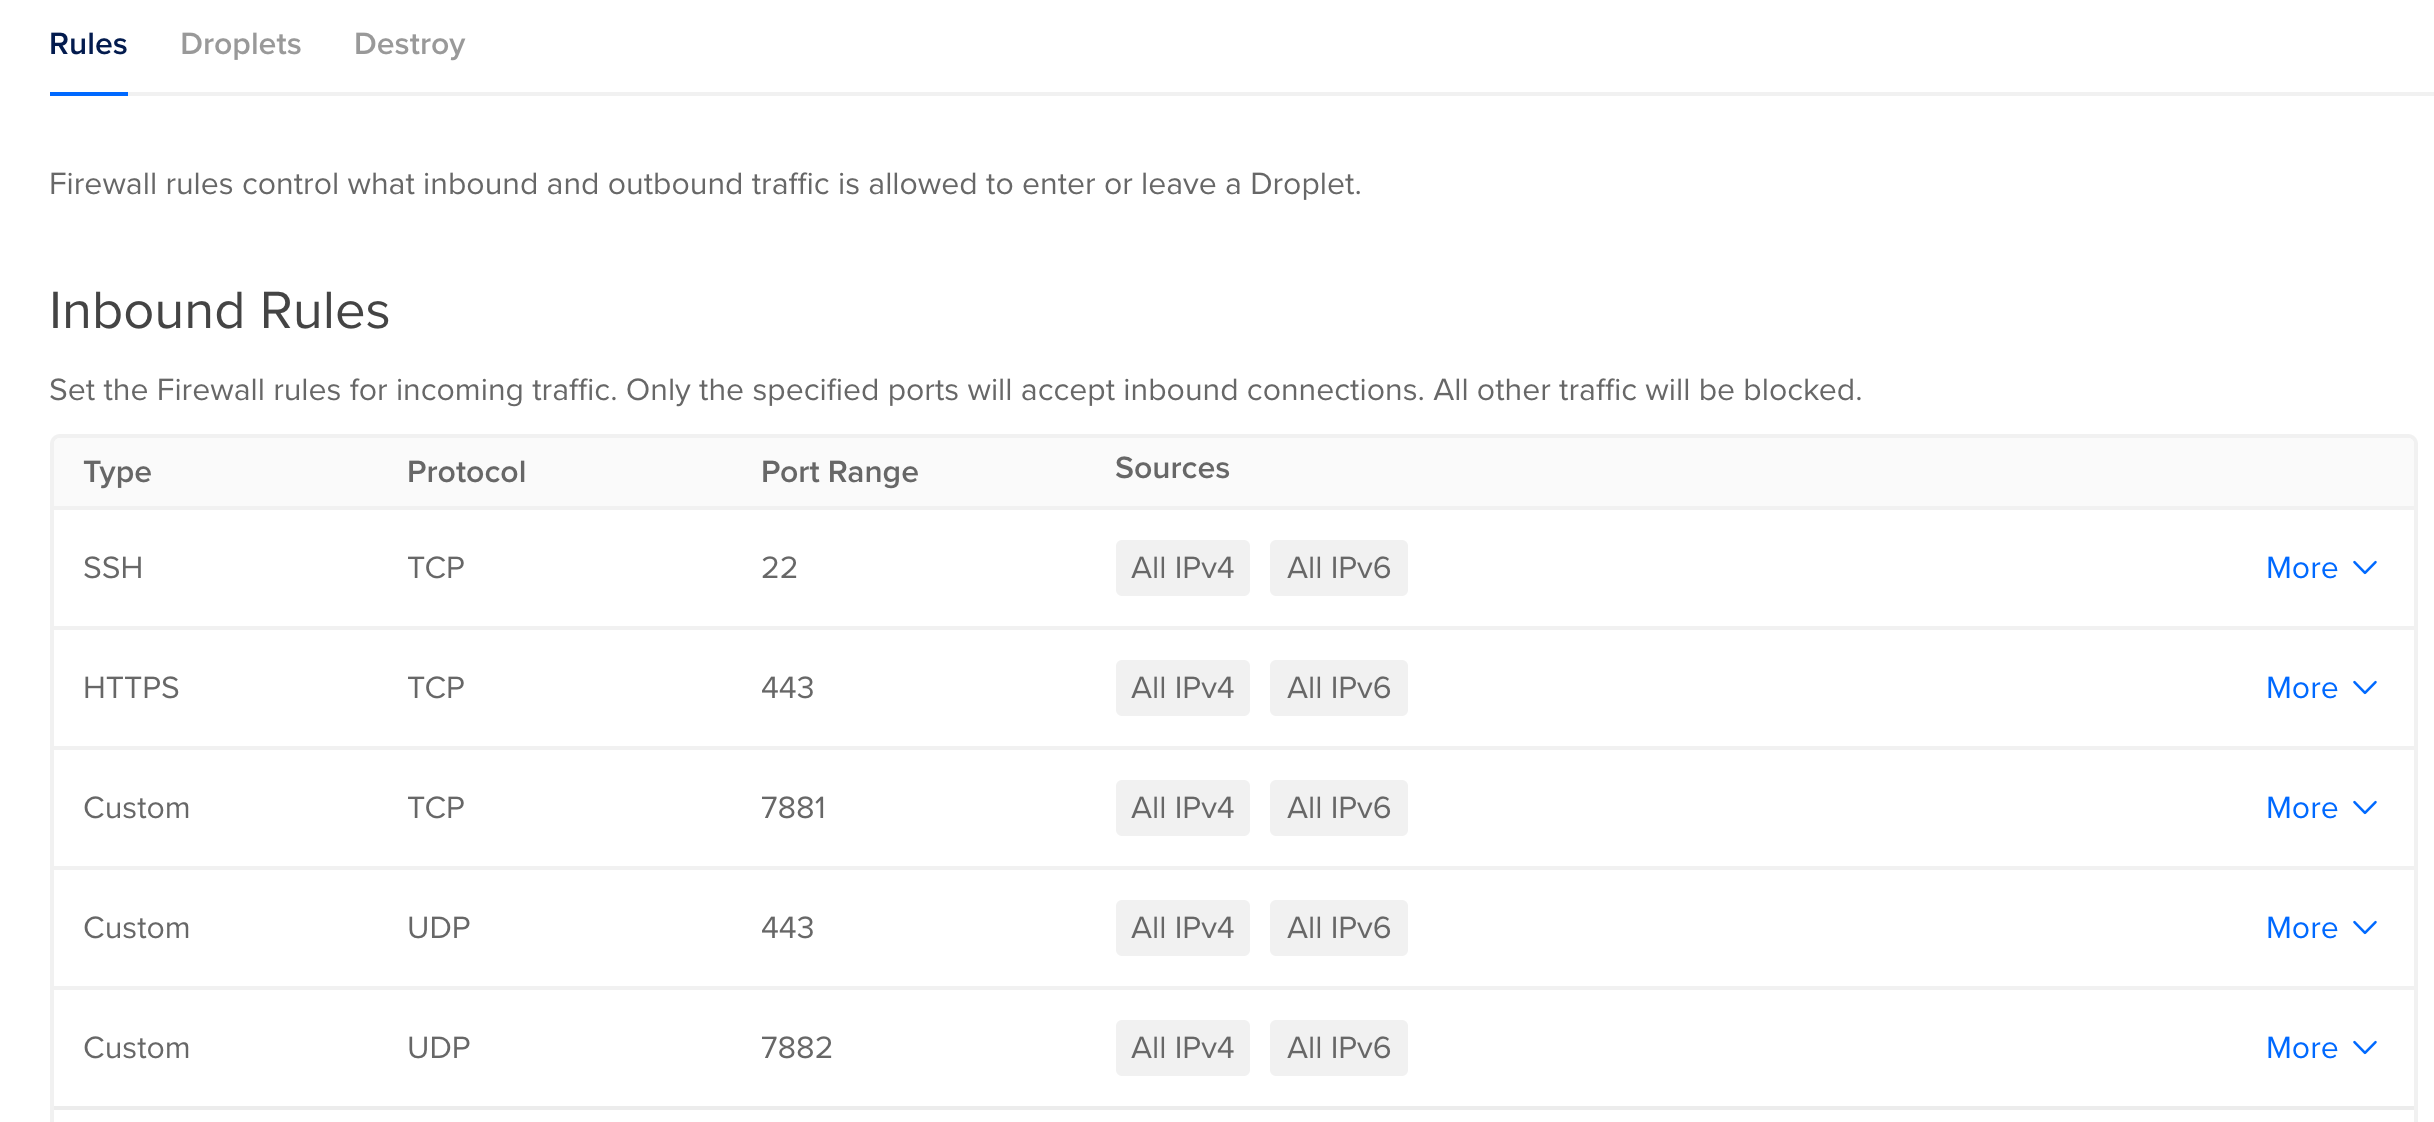 Rules Droplets Destroy
Firewall rules control what inbound and outbound traffic is allowed to enter or leave a Droplet.
Inbound Rules
Set the Firewall rules for incoming traffic. Only the specified ports will accept inbound connections. All other traffic will be blocked.
Type Protocol Port Range Sources
SSH TCP 22 All IPv4 All IPv6 More
HTTPS TCP 443 All IPv4 All IPv6 More
Custom TCP 7881 All IPv4 All IPv6 More
Custom UDP 443 All IPv4 All IPv6 More
Custom UDP 7882 All IPv4 All IPv6 More